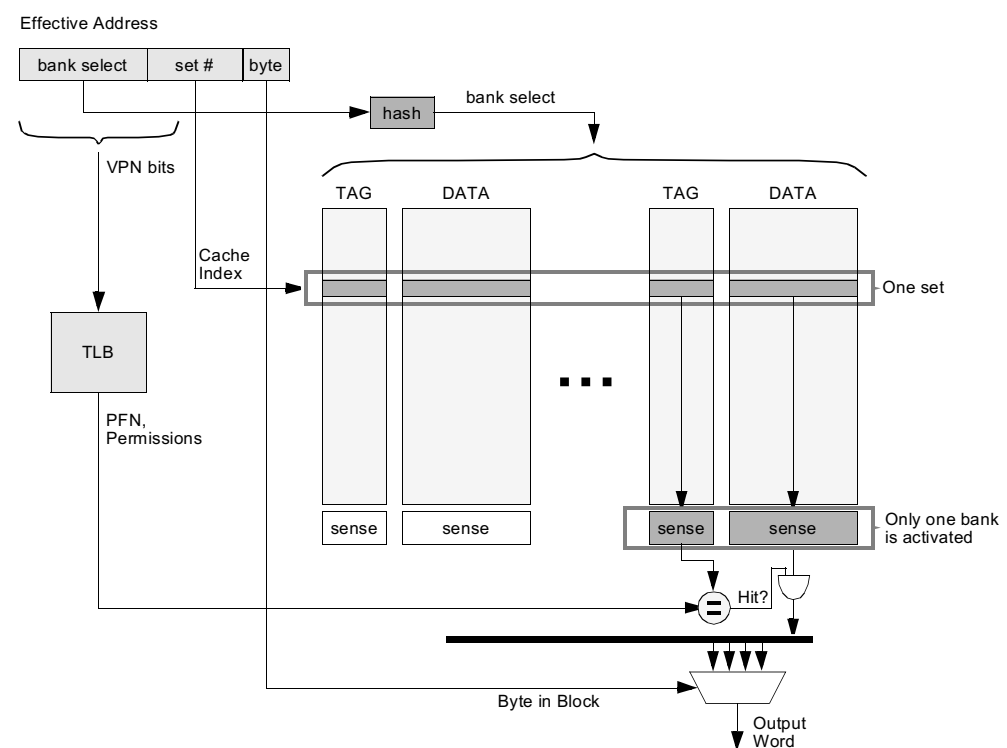 Effective Address
bank select
set #
byte
hash
bank select
VPN bits
TAG
DATA
TAG
DATA
Cache
Index
One set
TLB
PFN,
Permissions
sense
sense
sense
sense
Only one bank
is activated
Hit?
=
Byte in Block
Output
Word